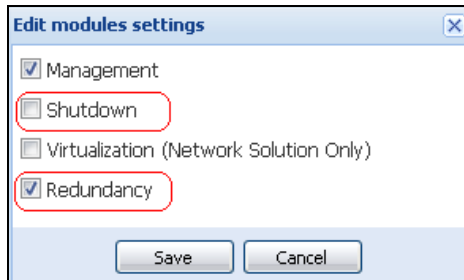 Edit modules settings
Management
Shutdown
Virtualization (Network Solution Only)
Redundancy
Save Cancel